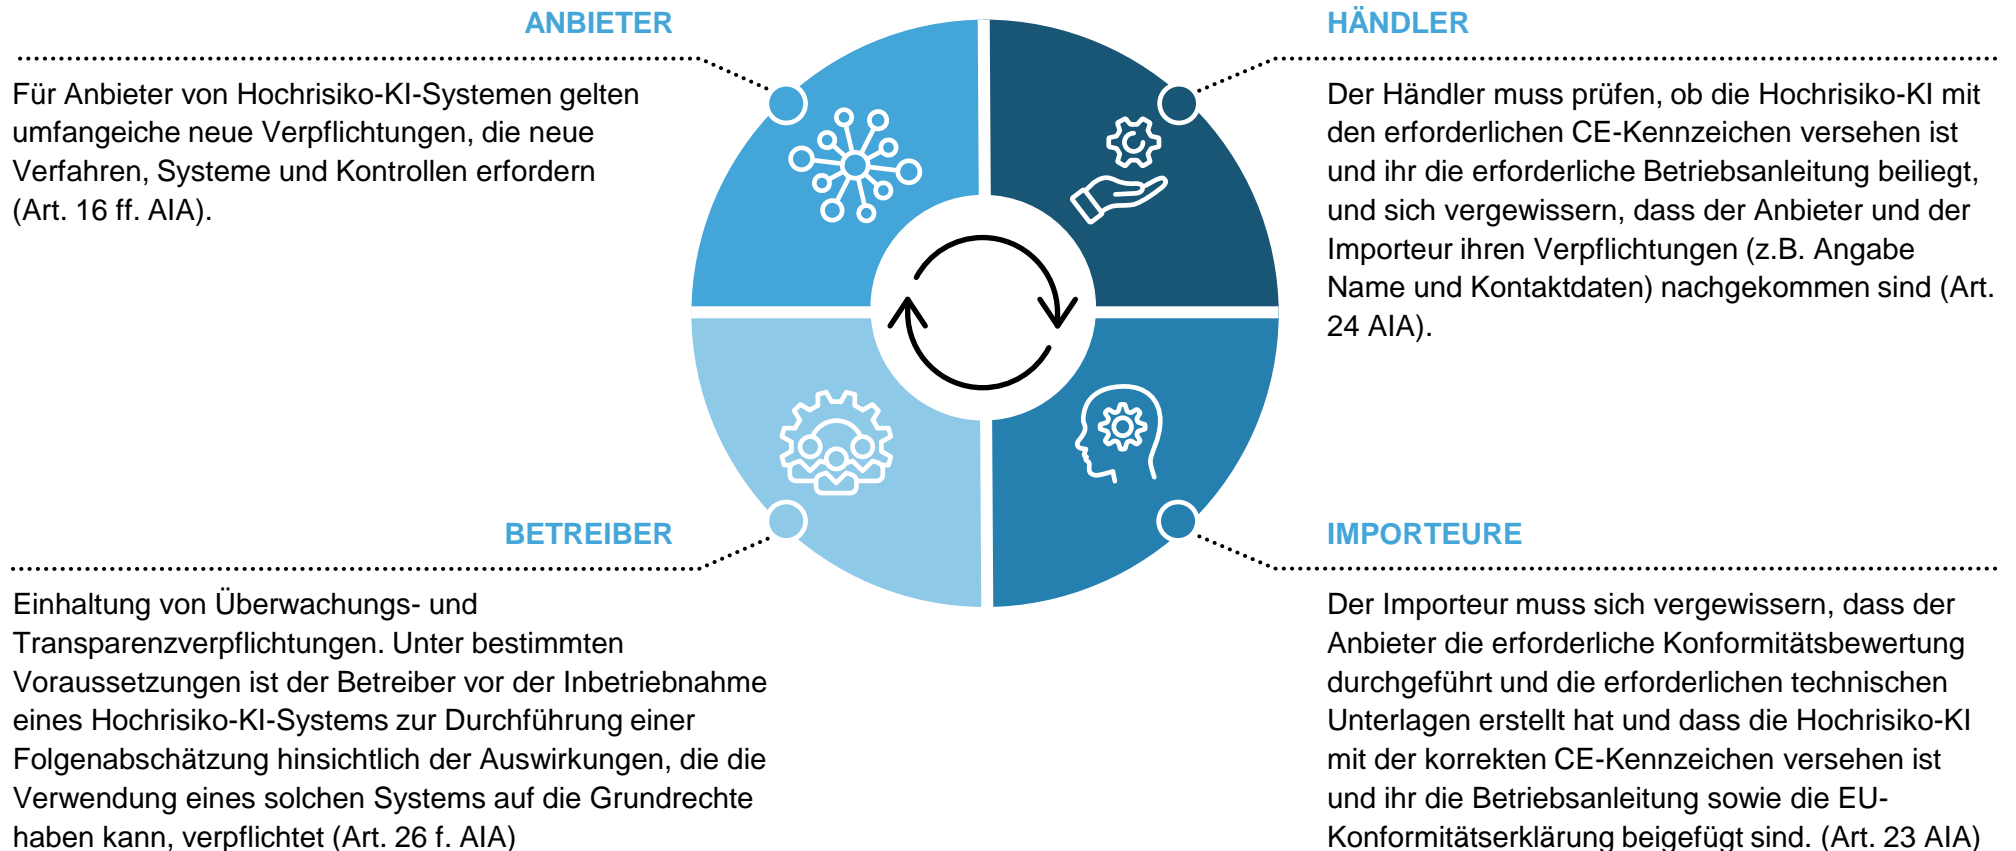 ANBIETER
Für Anbieter von Hochrisiko-KI-Systemen gelten
umfangeiche neue Verpflichtungen, die neue
Verfahren, Systeme und Kontrollen erfordern
(Art. 16 ff. AIA).
HÄNDLER
Der Händler muss prüfen, ob die Hochrisiko-KI mit
den erforderlichen CE-Kennzeichen versehen ist
und ihr die erforderliche Betriebsanleitung beiliegt,
und sich vergewissern, dass der Anbieter und der
Importeur ihren Verpflichtungen (z.B. Angabe
Name und Kontaktdaten) nachgekommen sind (Art.
24 AIA).
BETREIBER
Einhaltung von Überwachungs- und
Transparenzverpflichtungen. Unter bestimmten
Voraussetzungen ist der Betreiber vor der Inbetriebnahme
eines Hochrisiko-KI-Systems zur Durchführung einer
Folgenabschätzung hinsichtlich der Auswirkungen, die die
Verwendung eines solchen Systems auf die Grundrechte
haben kann, verpflichtet (Art. 26 f. AIA)
IMPORTEURE
Der Importeur muss sich vergewissern, dass der
Anbieter die erforderliche Konformitätsbewertung
durchgeführt und die erforderlichen technischen
Unterlagen erstellt hat und dass die Hochrisiko-KI
mit der korrekten CE-Kennzeichen versehen ist
und ihr die Betriebsanleitung sowie die EU-
Konformitätserklärung beigefügt sind. (Art. 23 AIA)